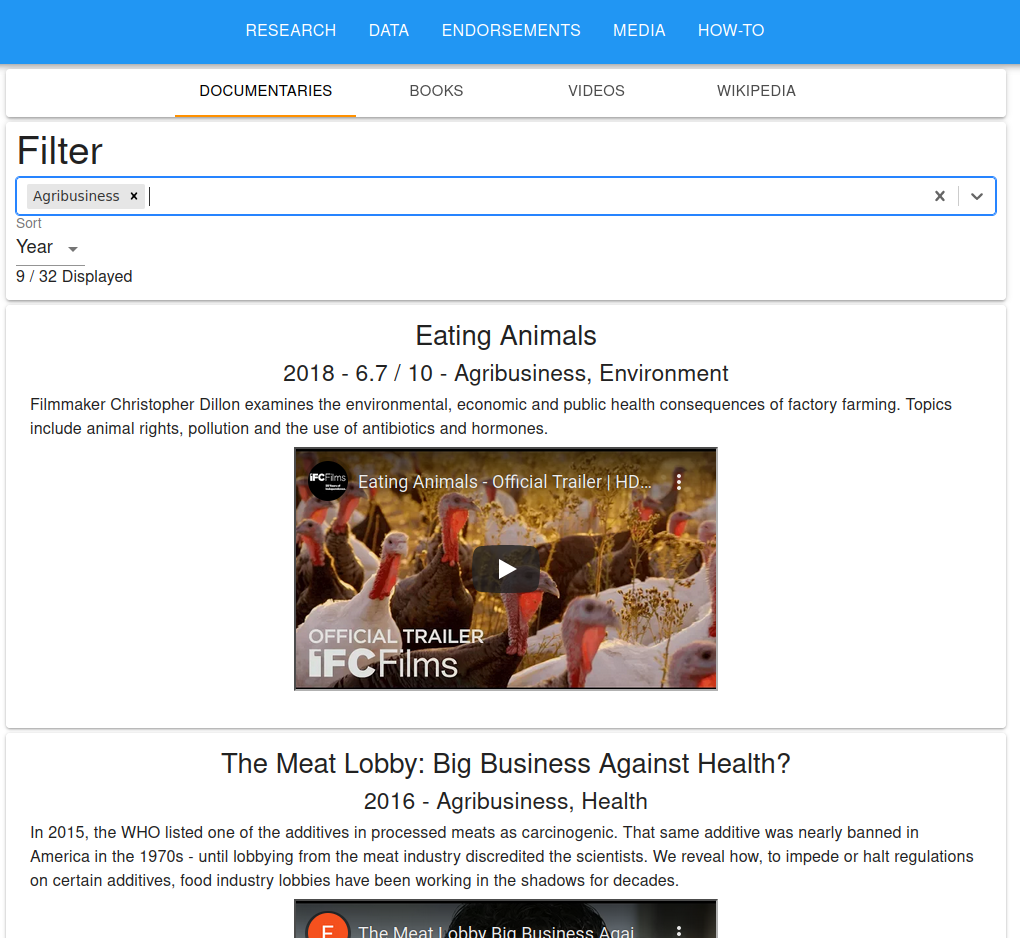 RESEARCH DATA ENDORSEMENTS MEDIA HOW-TO
DOCUMENTARIES BOOKS VIDEOS WIKIPEDIA
Filter
Agribusiness
Sort
Year
9 / 32 Displayed
Eating Animals
2018 - 6.7 / 10 - Agribusiness, Environment
Filmmaker Christopher Dillon examines the environmental, economic and public health consequences of factory farming. Topics
include animal rights, pollution and the use of antibiotics and hormones.
IFC Films
Eating Animals - Official Trailer | HD...
OFFICIAL TRAILER
IFC Films
The Meat Lobby: Big Business Against Health?
2016 - Agribusiness, Health
In 2015, the WHO listed one of the additives in processed meats as carcinogenic. That same additive was nearly banned in
America in the 1970s - until lobbying from the meat industry discredited the scientists. We reveal how, to impede or halt regulations
on certain additives, food industry lobbies have been working in the shadows for decades.
The Meat Lobby Big Business Agai